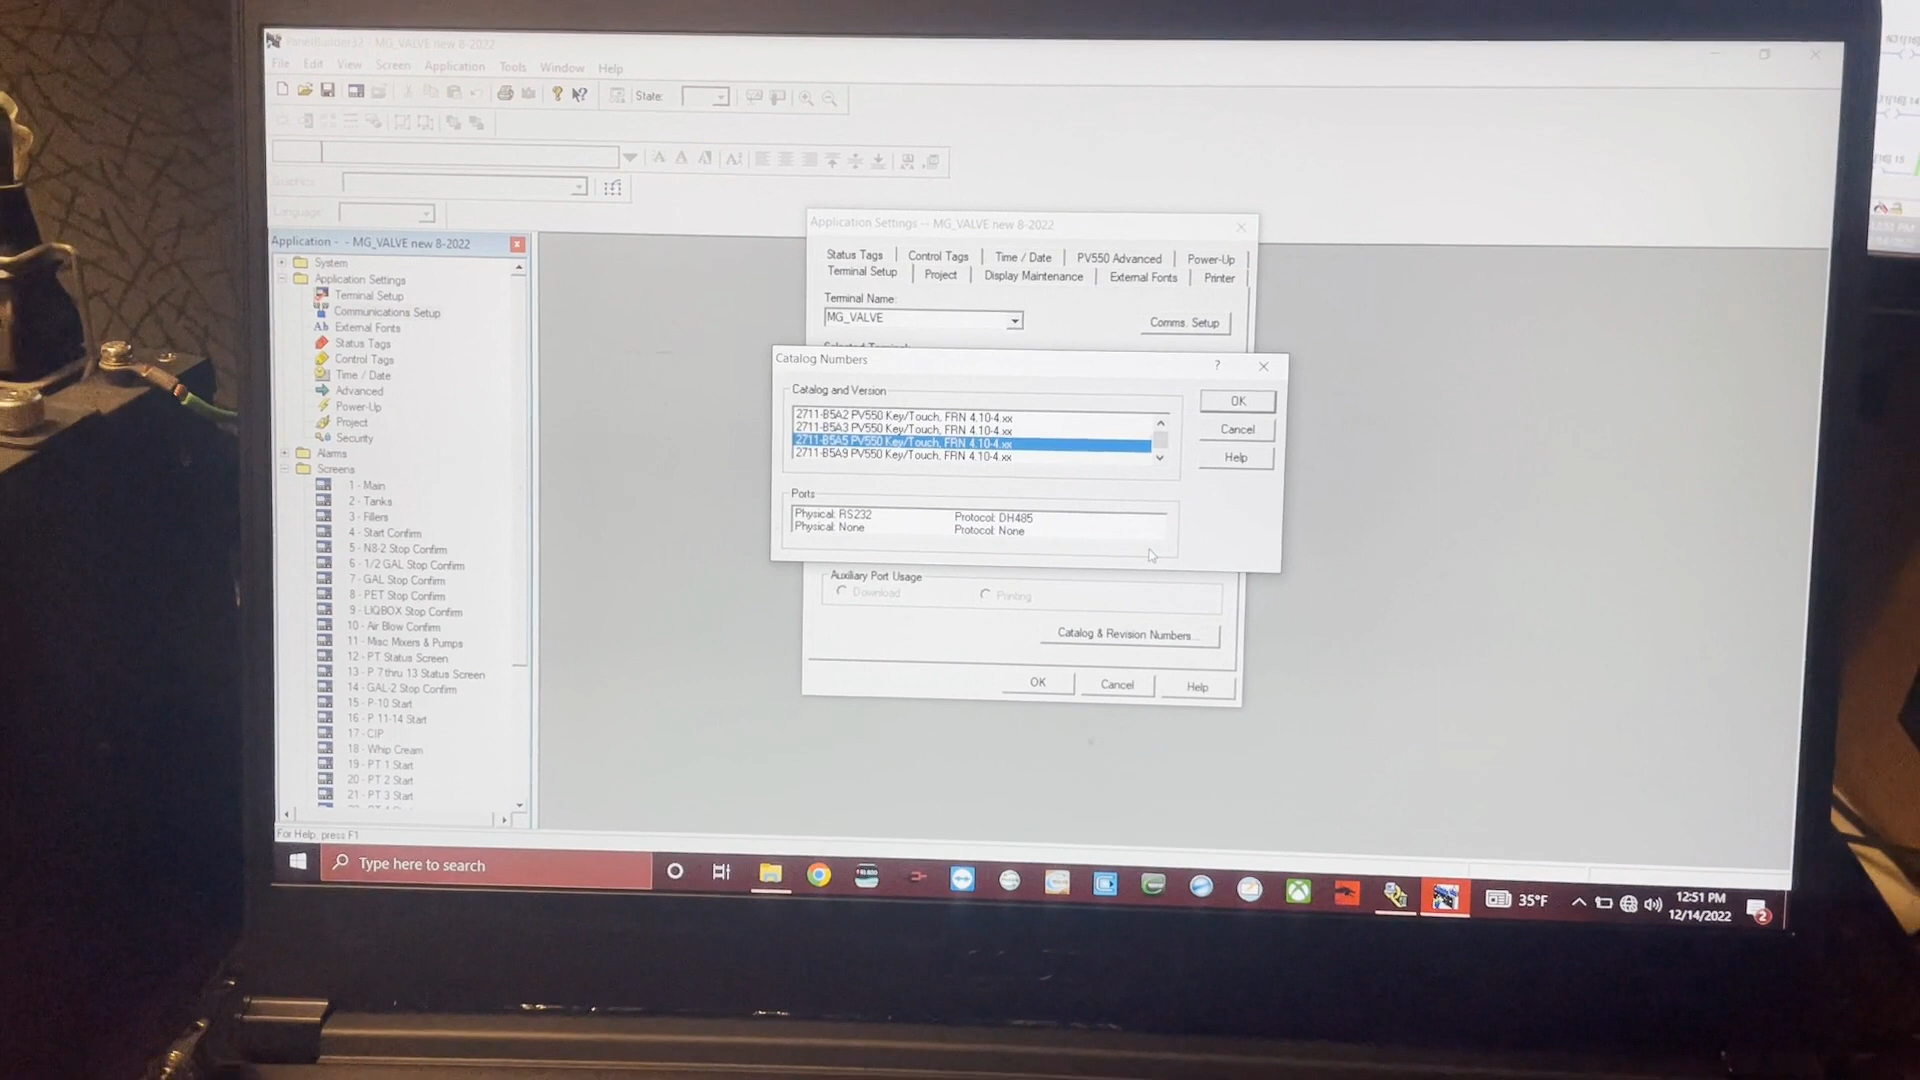 PanelBuilder32 - MG_VALVE new 8-2022
File Edit View Screen Application Tools Window Help
State:
Graphics:
Language:
Application - - MG_VALVE new 8-2022
System
Application Settings
Terminal Setup
Communications Setup
Ab External Fonts
Status Tags
Control Tags
Time / Date
Advanced
Power-Up
Project
Security
Alarms
Screens
1 - Main
2 - Tanks
3 - Fillers
4 - Start Confirm
5 - N8-2 Stop Confirm
6 - 1/2 GAL Stop Confirm
7 - GAL Stop Confirm
8 - PET Stop Confirm
9 - LIQBOX Stop Confirm
10 - Air Blow Confirm
11 - Misc Mixers & Pumps
12 - PT Status Screen
13 - P 7 thru 13 Status Screen
14 - GAL-2 Stop Confirm
15 - P-10 Start
16 - P 11-14 Start
17 - CIP
18 - Whip Cream
19 - PT 1 Start
20 - PT 2 Start
21 - PT 3 Start
For Help, press F1
Application Settings -- MG_VALVE new 8-2022
Status Tags Control Tags Time / Date PV550 Advanced Power-Up
Terminal Setup Project Display Maintenance External Fonts Printer
Terminal Name:
MG_VALVE
Comms. Setup
Catalog Numbers
?
Catalog and Version
2711-B5A2 PV550 Key/Touch, FRN 4.10-4.xx
2711-B5A3 PV550 Key/Touch, FRN 4.10-4.xx
2711-B5A5 PV550 Key/Touch, FRN 4.10-4.xx
2711-B5A9 PV550 Key/Touch, FRN 4.10-4.xx
OK
Cancel
Help
Ports
Physical: RS232 Protocol: DH485
Physical: None Protocol: None
Auxiliary Port Usage
Download Printing
Catalog & Revision Numbers...
OK Cancel Help
Type here to search
35°F
12:51 PM
12/14/2022
2